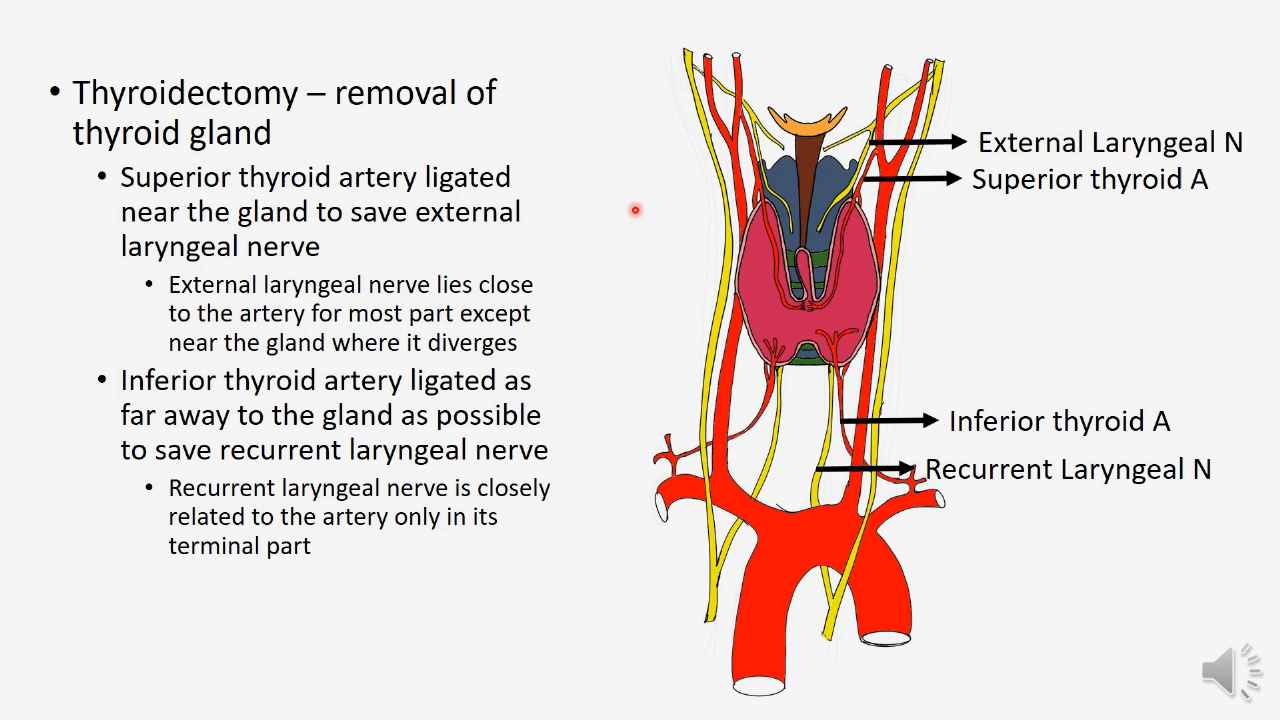 • Thyroidectomy – removal of
thyroid gland
• Superior thyroid artery ligated
near the gland to save external
laryngeal nerve
• External laryngeal nerve lies close
to the artery for most part except
near the gland where it diverges
• Inferior thyroid artery ligated as
far away to the gland as possible
to save recurrent laryngeal nerve
• Recurrent laryngeal nerve is closely
related to the artery only in its
terminal part
External Laryngeal N
Superior thyroid A
Inferior thyroid A
Recurrent Laryngeal N